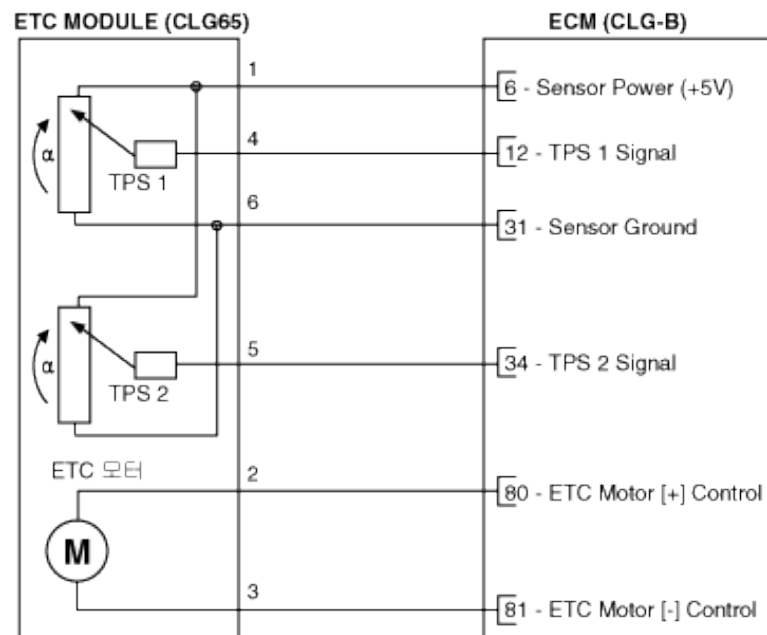 ETC MODULE (CLG65)
ECM (CLG-B)
1
6 - Sensor Power (+5V)
α
TPS 1
4
12 - TPS 1 Signal
6
31 - Sensor Ground
α
TPS 2
5
34 - TPS 2 Signal
ETC 모터
2
80 - ETC Motor [+] Control
M
3
81 - ETC Motor [-] Control